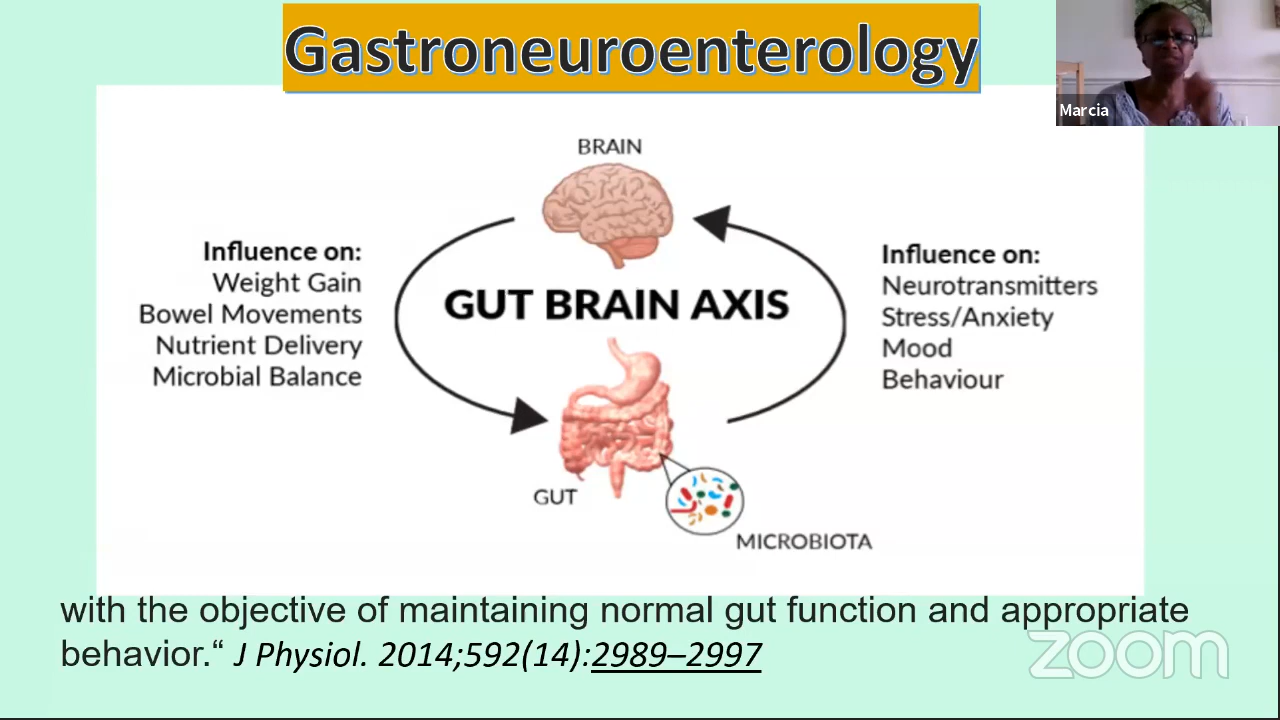 Gastroneuroenterology
Marcia
BRAIN
Influence on:
Weight Gain
Bowel Movements
Nutrient Delivery
Microbial Balance
GUT BRAIN AXIS
Influence on:
Neurotransmitters
Stress/Anxiety
Mood
Behaviour
GUT
MICROBIOTA
with the objective of maintaining normal gut function and appropriate
behavior.“ J Physiol. 2014;592(14):2989–2997
zoom